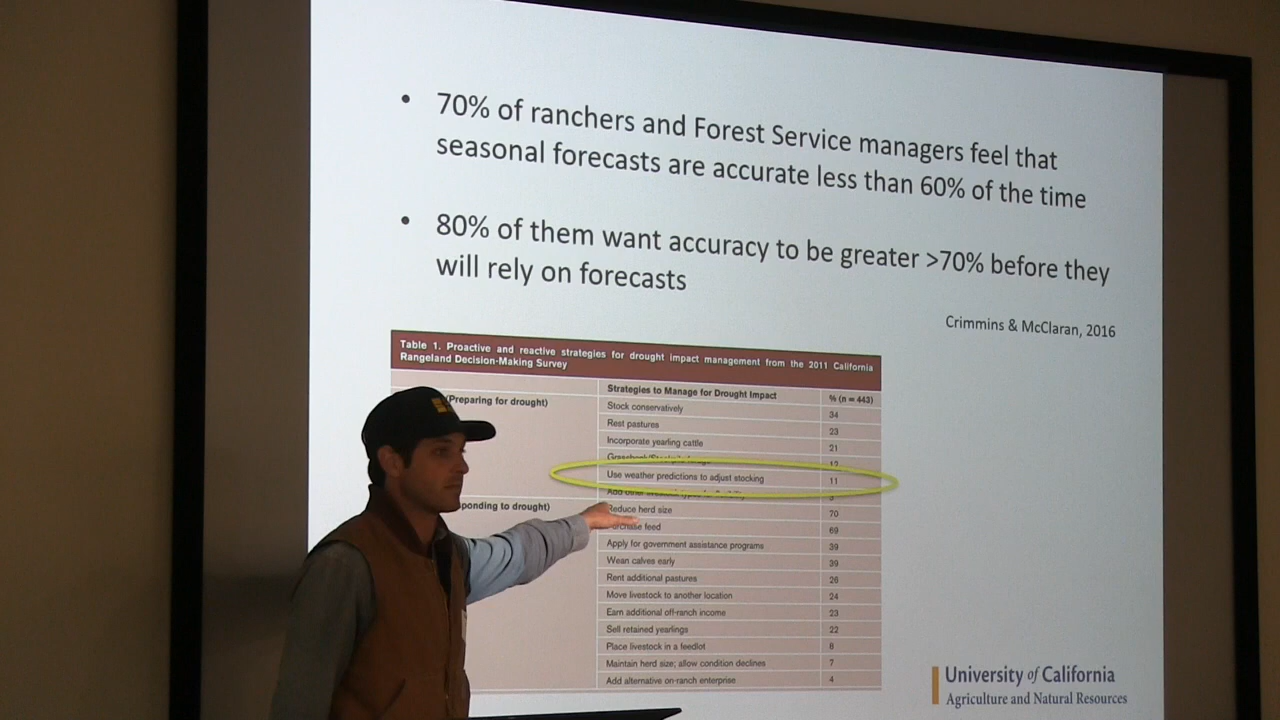 • 70% of ranchers and Forest Service managers feel that
seasonal forecasts are accurate less than 60% of the time
• 80% of them want accuracy to be greater >70% before they
will rely on forecasts
Crimmins & McClaran, 2016
Table 1. Proactive and reactive strategies for drought impact management from the 2011 California
Rangeland Decision-Making Survey
Strategies to Manage for Drought Impact % (n = 443)
(Preparing for drought) Stock conservatively 34
Rest pastures 23
Incorporate yearling cattle 21
12
Use weather predictions to adjust stocking 11
Add other livestock types for flexibility
ponding to drought) Reduce herd size 70
feed 69
Apply for government assistance programs 39
Wean calves early 39
Rent additional pastures 26
Move livestock to another location 24
Earn additional off-ranch income 23
Sell retained yearlings 22
Place livestock in a feedlot 8
Maintain herd size; allow condition declines 7
Add alternative on-ranch enterprise 4
University of California
Agriculture and Natural Resources